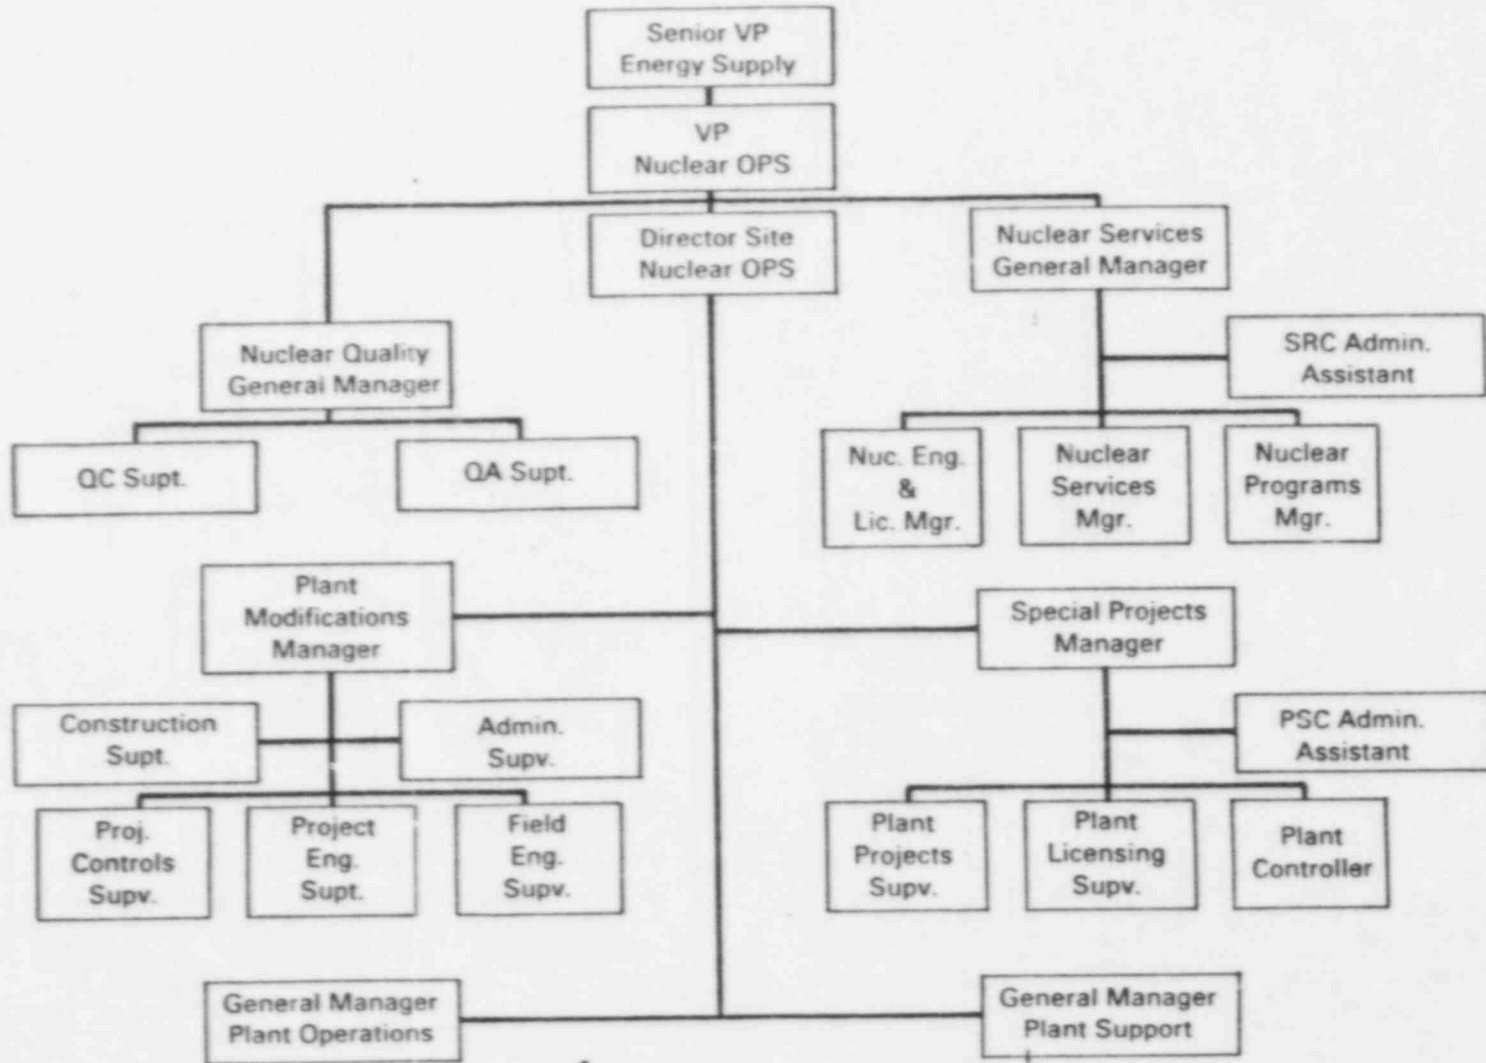 Senior VP
Energy Supply
VP
Nuclear OPS
Director Site
Nuclear OPS
Nuclear Services
General Manager
Nuclear Quality
General Manager
SRC Admin.
Assistant
QC Supt.
QA Supt.
Nuc. Eng.
&
Lic. Mgr.
Nuclear
Services
Mgr.
Nuclear
Programs
Mgr.
Plant
Modifications
Manager
Special Projects
Manager
Construction
Supt.
Admin.
Supv.
PSC Admin.
Assistant
Proj.
Controls
Supv.
Project
Eng.
Supt.
Field
Eng.
Supv.
Plant
Projects
Supv.
Plant
Licensing
Supv.
Plant
Controller
General Manager
Plant Operations
General Manager
Plant Support